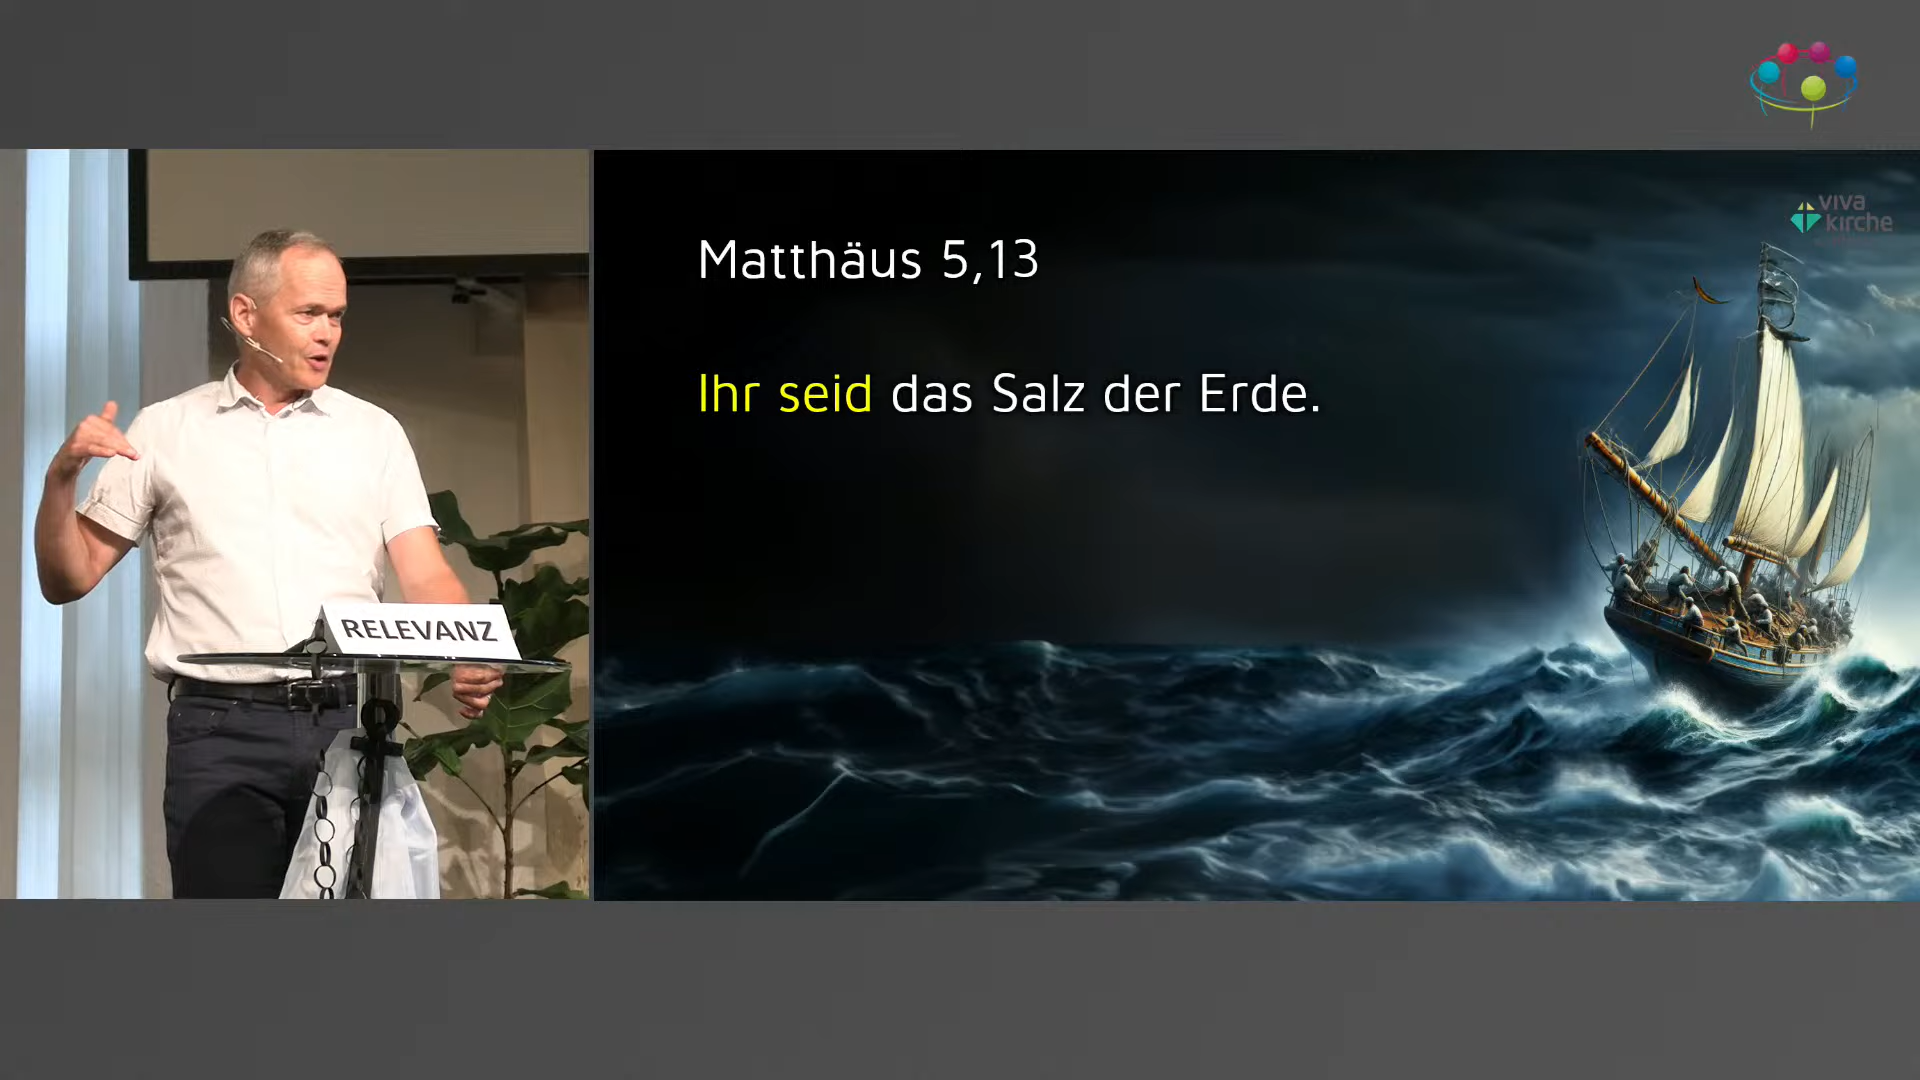 viva
kirche
Matthäus 5,13
Ihr seid das Salz der Erde.
RELEVANZ